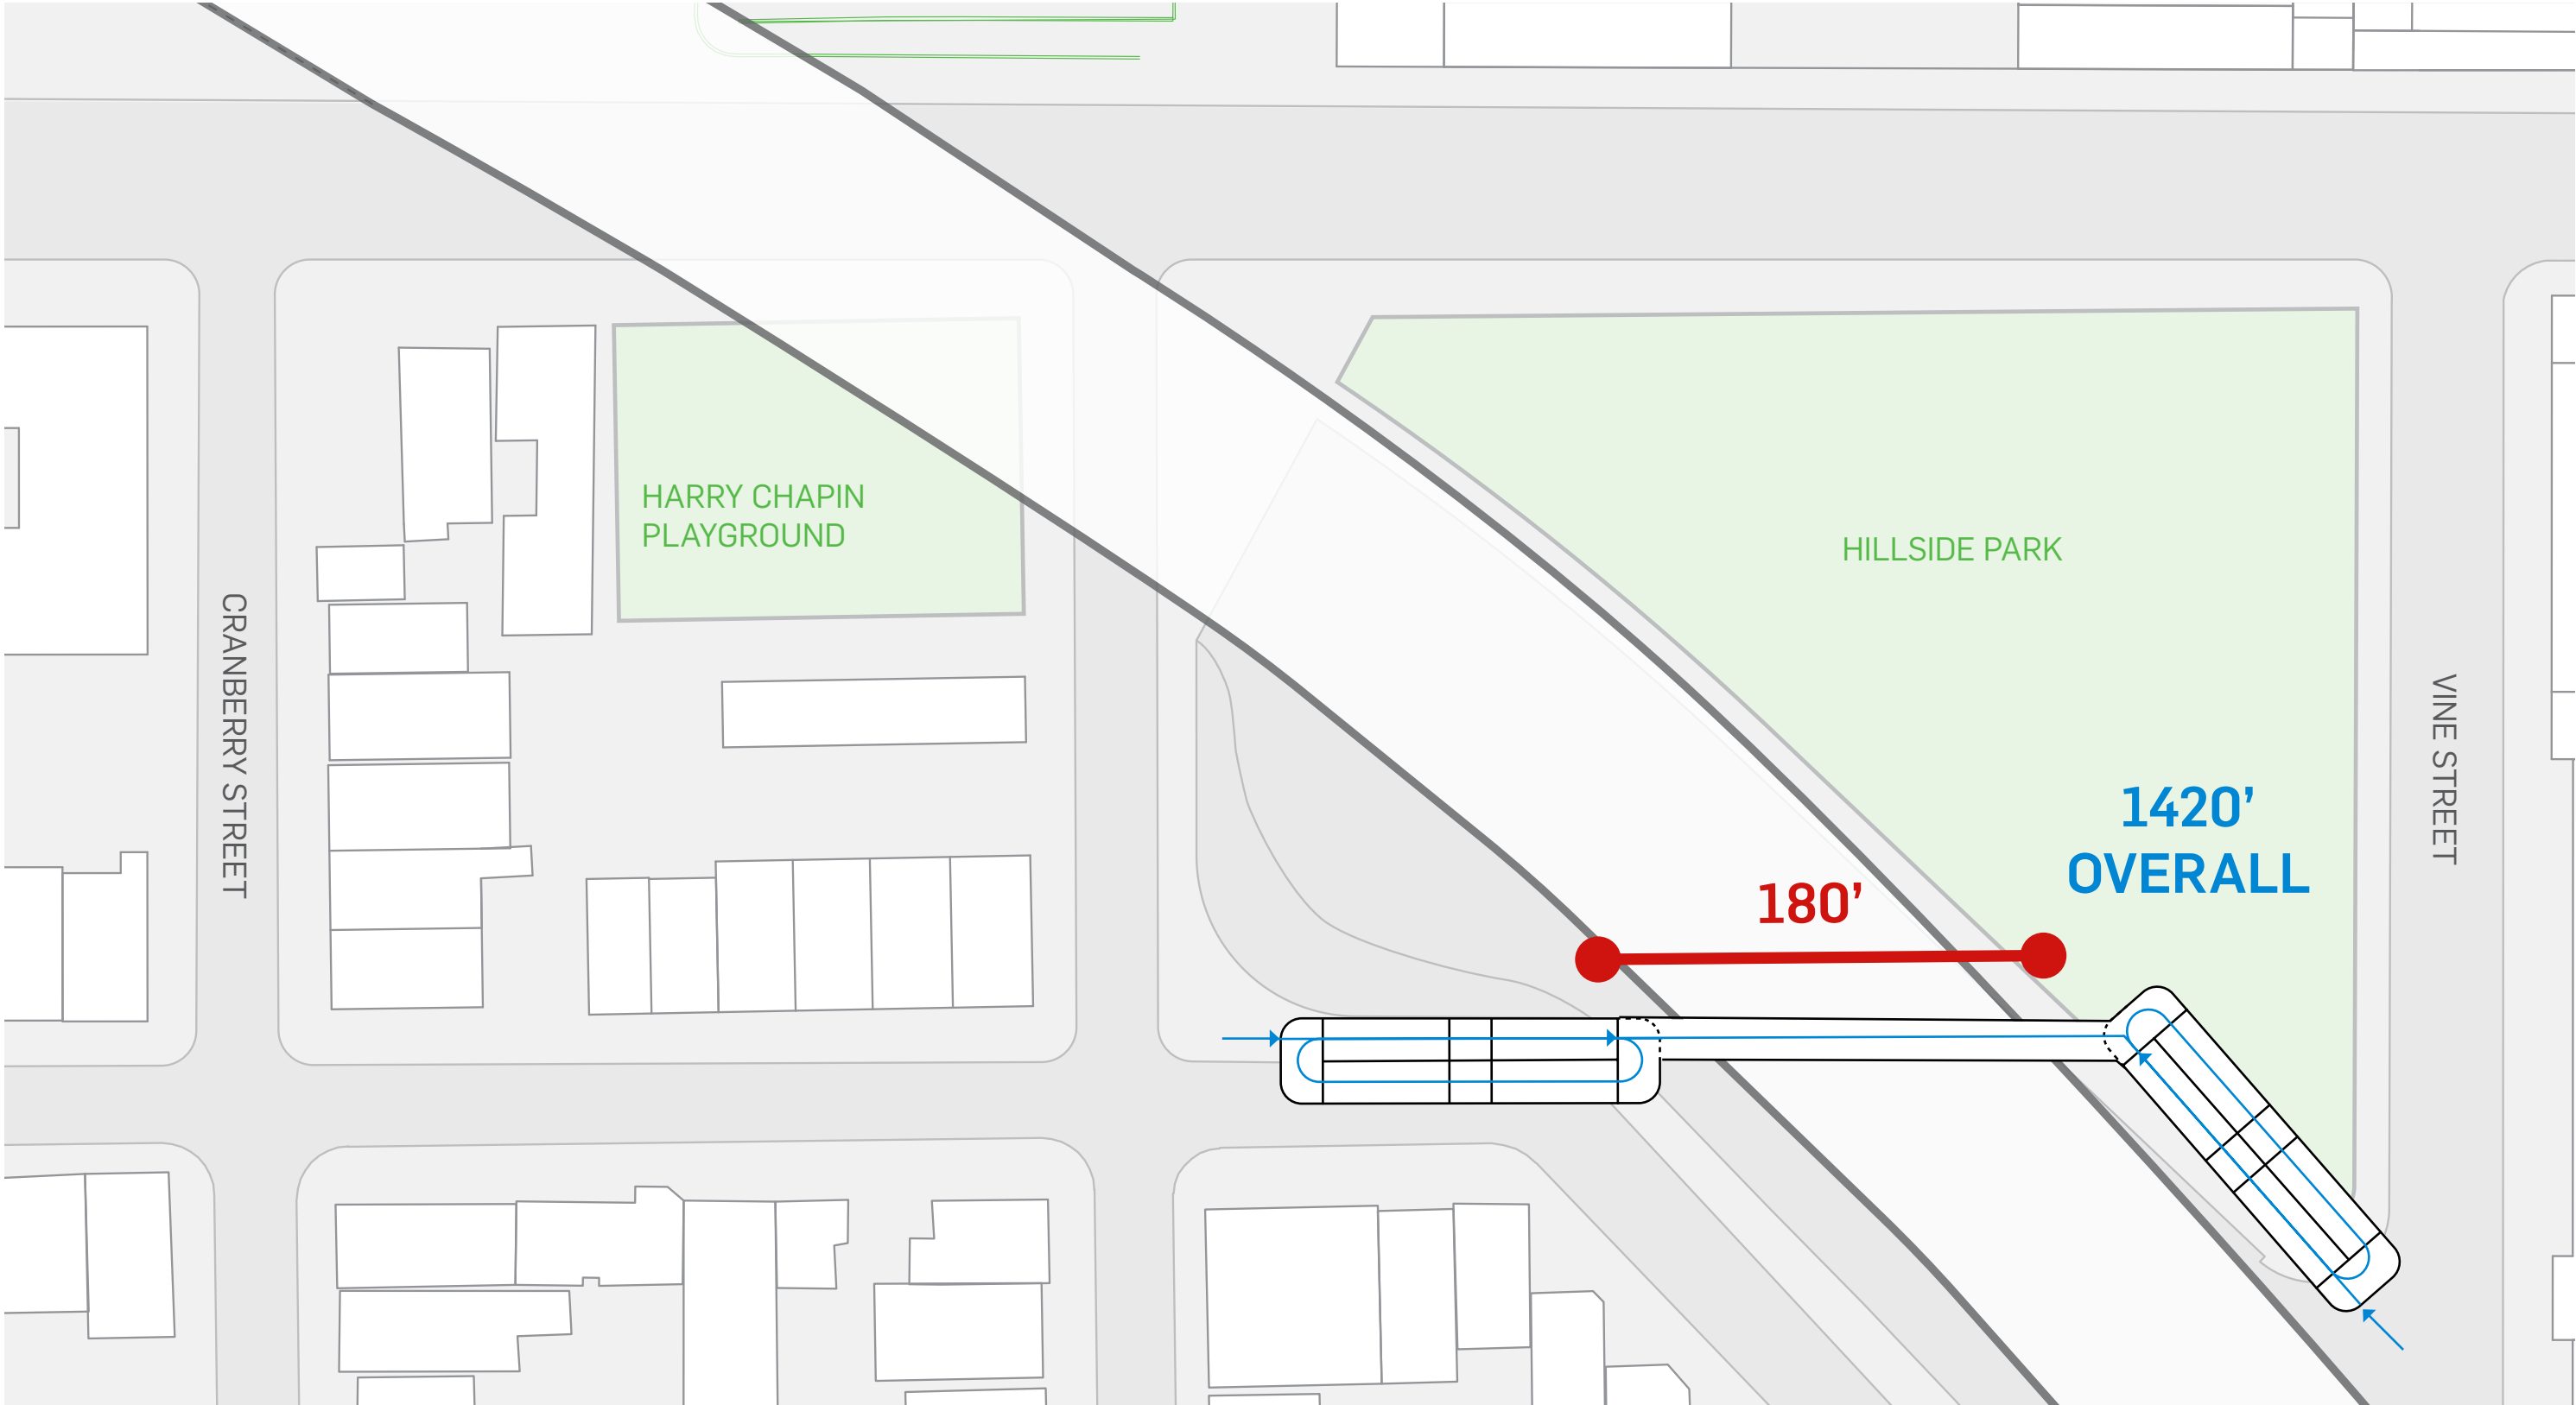 HARRY CHAPIN
PLAYGROUND
HILLSIDE PARK
CRANBERRY STREET
VINE STREET
1420’
OVERALL
180’